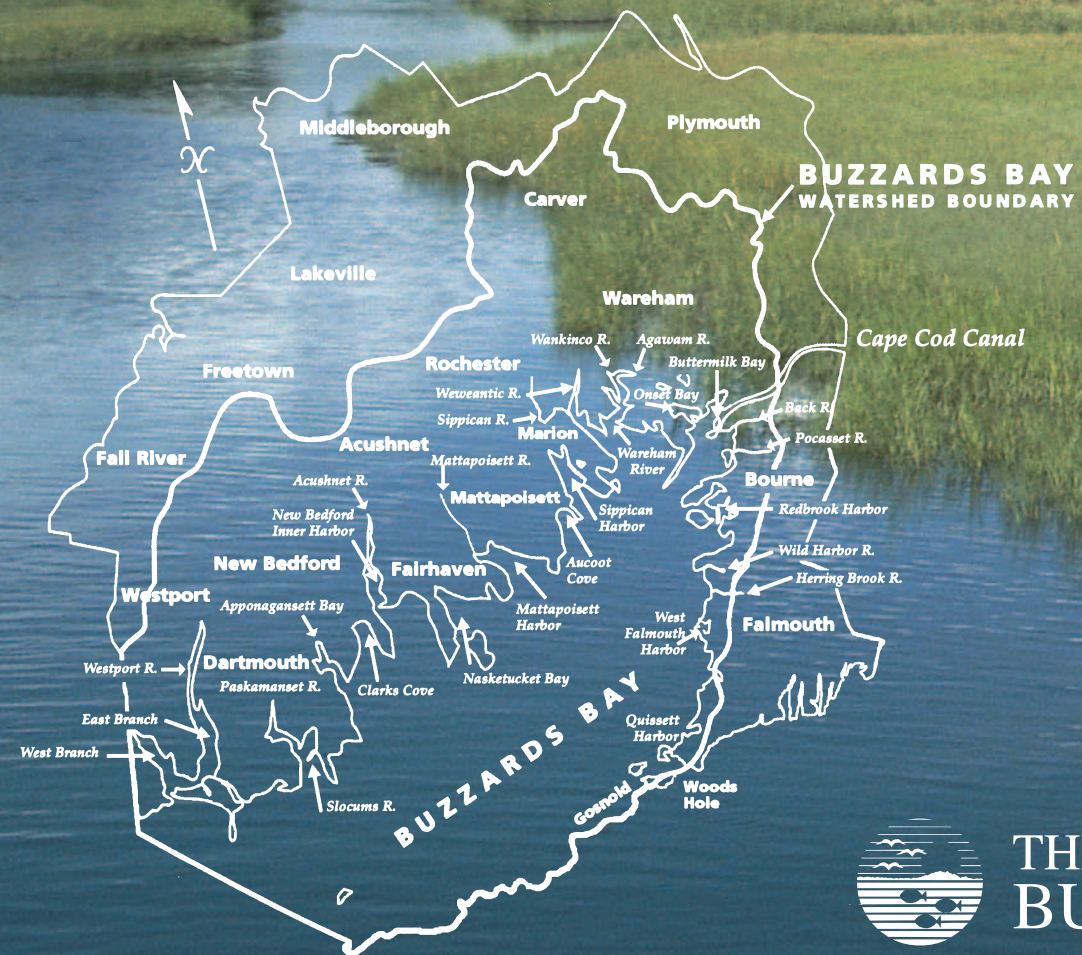 Middleborough
Plymouth
N
BUZZARDS BAY
WATERSHED BOUNDARY
Carver
Lakeville
Wareham
Cape Cod Canal
Wankinco R.
Agawam R.
Buttermilk Bay
Rochester
Freetown
Weweantic R.
Onset Bay
Back R.
Sippican R.
Marion
Pocasset R.
Acushnet
Fall River
Mattapoisett R.
Wareham
River
Acushnet R.
Bourne
Mattapoisett
New Bedford
Inner Harbor
Sippican
Harbor
Redbrook Harbor
Wild Harbor R.
New Bedford
Fairhaven
Aucoot
Cove
Herring Brook R.
Westport
Apponagansett Bay
Mattapoisett
Harbor
West
Falmouth
Harbor
Falmouth
Westport R.
Dartmouth
Paskamanset R.
Clarks Cove
Nasketucket Bay
East Branch
Quissett
Harbor
West Branch
BUZZARDS BAY
Woods
Hole
Gosnold
Slocums R.
TH
BU